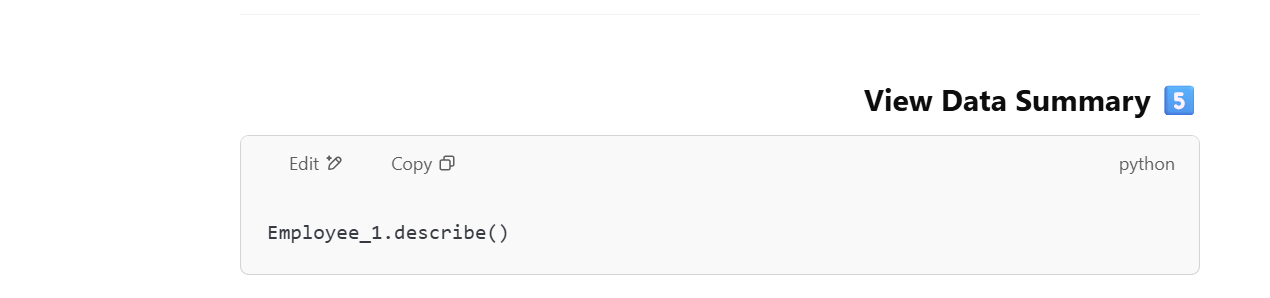 View Data Summary 5️⃣
Edit Copy python
Employee_1.describe()